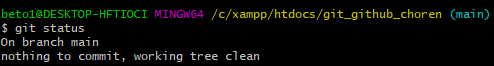 beto1@DESKTOP-HFTIOCI MINGW64 /c/xampp/htdocs/git_github_choren (main)
$ git status
On branch main
nothing to commit, working tree clean